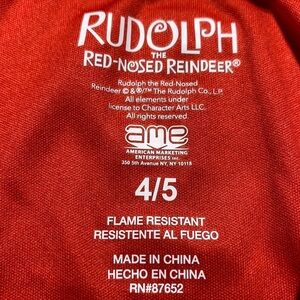 RUDOLPH
THE
RED-NOSED REINDEER®
Rudolph the Red-Nosed
Reindeer © & ®/™ The Rudolph Co., L.P.
All elements under
license to Character Arts LLC.
All rights reserved.
ame
AMERICAN MARKETING
ENTERPRISES INC.
350 5th Avenue NY, NY 10118
4/5
FLAME RESISTANT
RESISTENTE AL FUEGO
MADE IN CHINA
HECHO EN CHINA
RN#87652